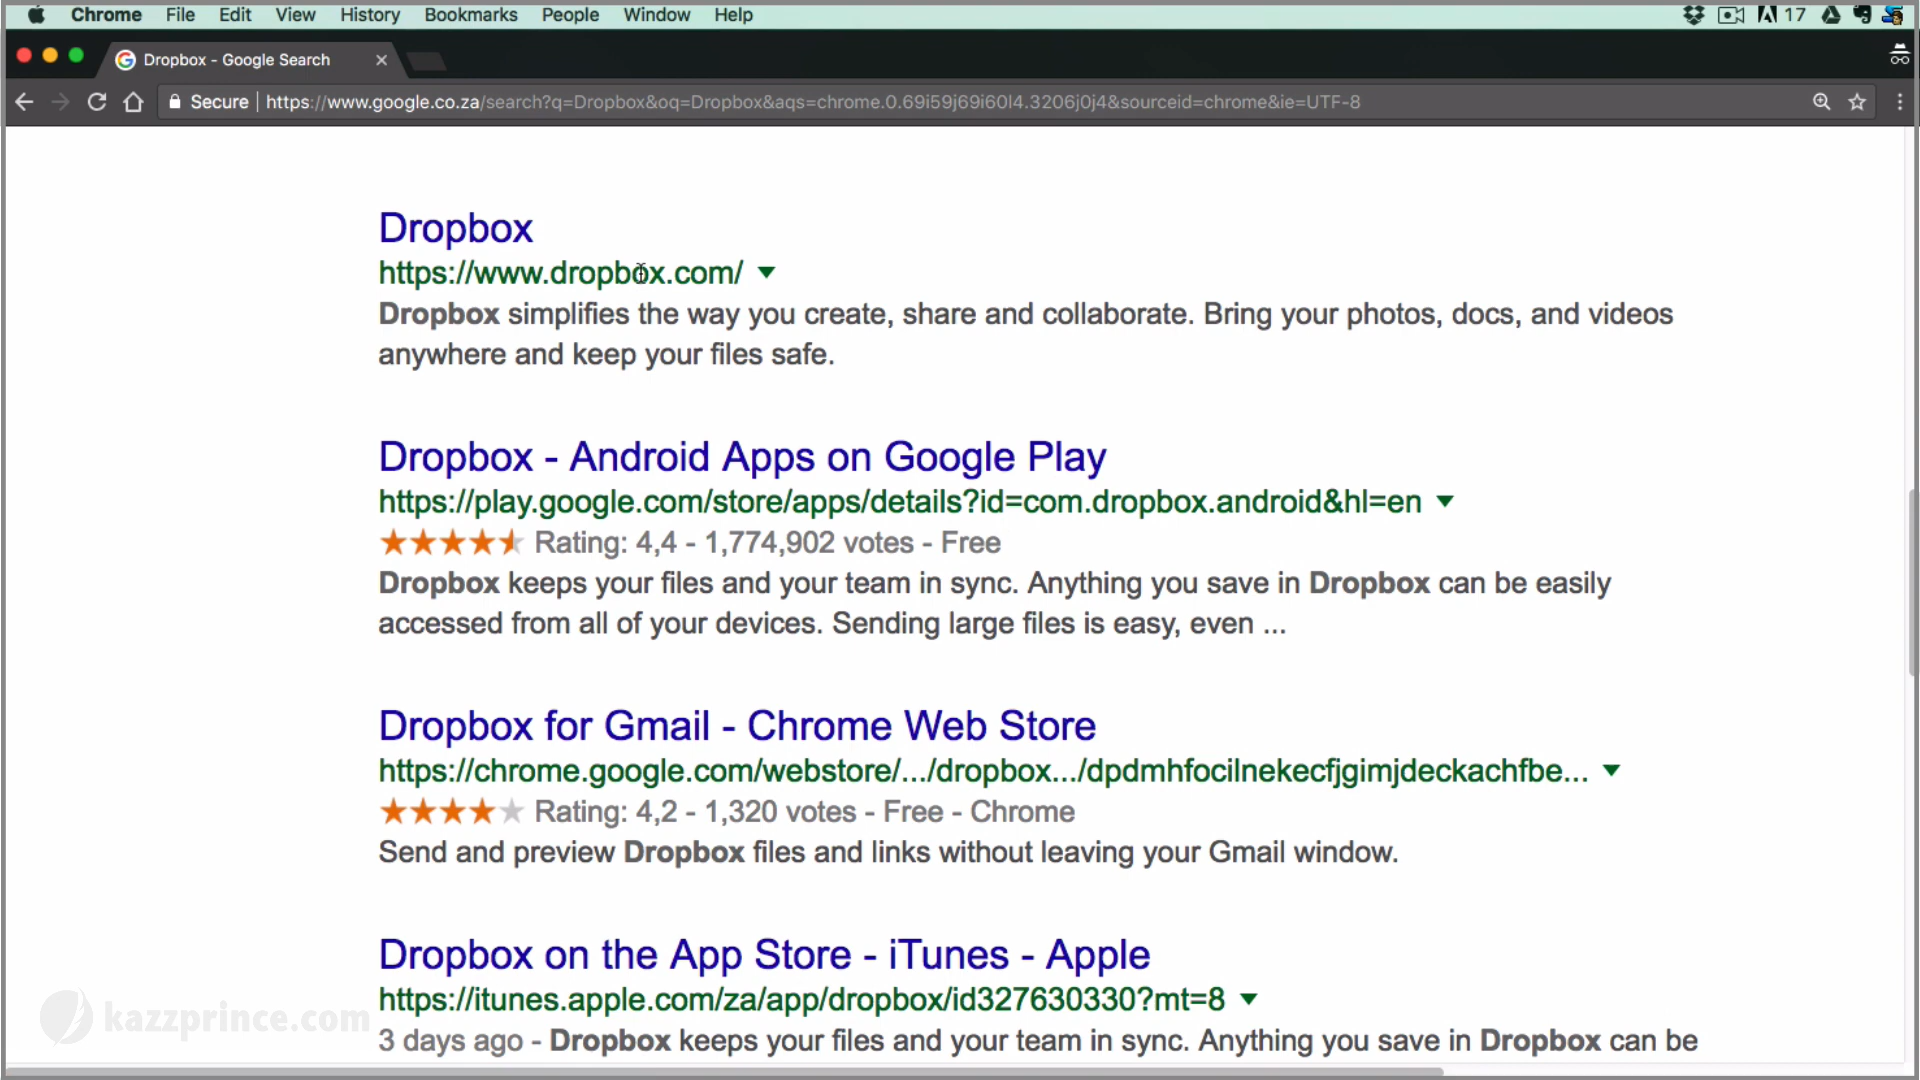 Chrome File Edit View History Bookmarks People Window Help 17
Dropbox - Google Search
Secure https://www.google.co.za/search?q=Dropbox&oq=Dropbox&aqs=chrome.0.69i59j69i60l4.3206j0j4&sourceid=chrome&ie=UTF-8
Dropbox
https://www.dropbox.com/
Dropbox simplifies the way you create, share and collaborate. Bring your photos, docs, and videos
anywhere and keep your files safe.
Dropbox - Android Apps on Google Play
https://play.google.com/store/apps/details?id=com.dropbox.android&hl=en
Rating: 4,4 - 1,774,902 votes - Free
Dropbox keeps your files and your team in sync. Anything you save in Dropbox can be easily
accessed from all of your devices. Sending large files is easy, even ...
Dropbox for Gmail - Chrome Web Store
https://chrome.google.com/webstore/.../dropbox.../dpdmhfocilnekecfjgimjdeckachfbe...
Rating: 4,2 - 1,320 votes - Free - Chrome
Send and preview Dropbox files and links without leaving your Gmail window.
Dropbox on the App Store - iTunes - Apple
https://itunes.apple.com/za/app/dropbox/id327630330?mt=8
3 days ago - Dropbox keeps your files and your team in sync. Anything you save in Dropbox can be
kazzprince.com